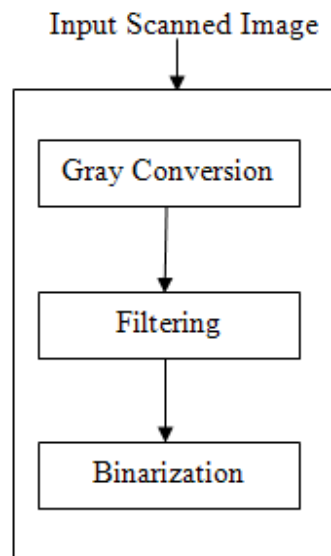 Input Scanned Image
Gray Conversion
Filtering
Binarization